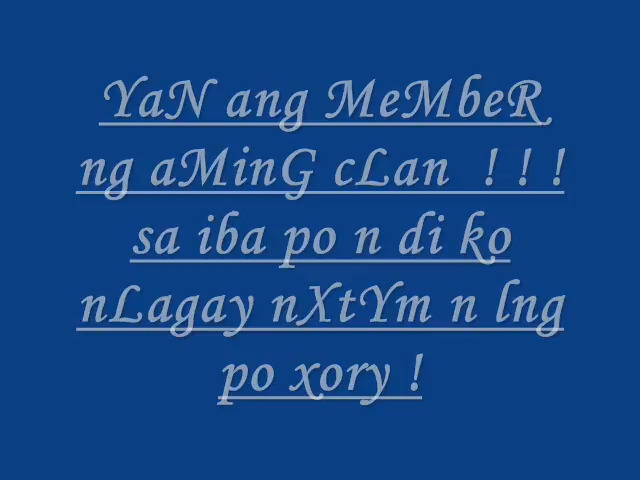 YaN ang MeMbeR
ng aMinG cLan ! ! !
sa iba po n di ko
nLagay nXtYm n lng
po xory !